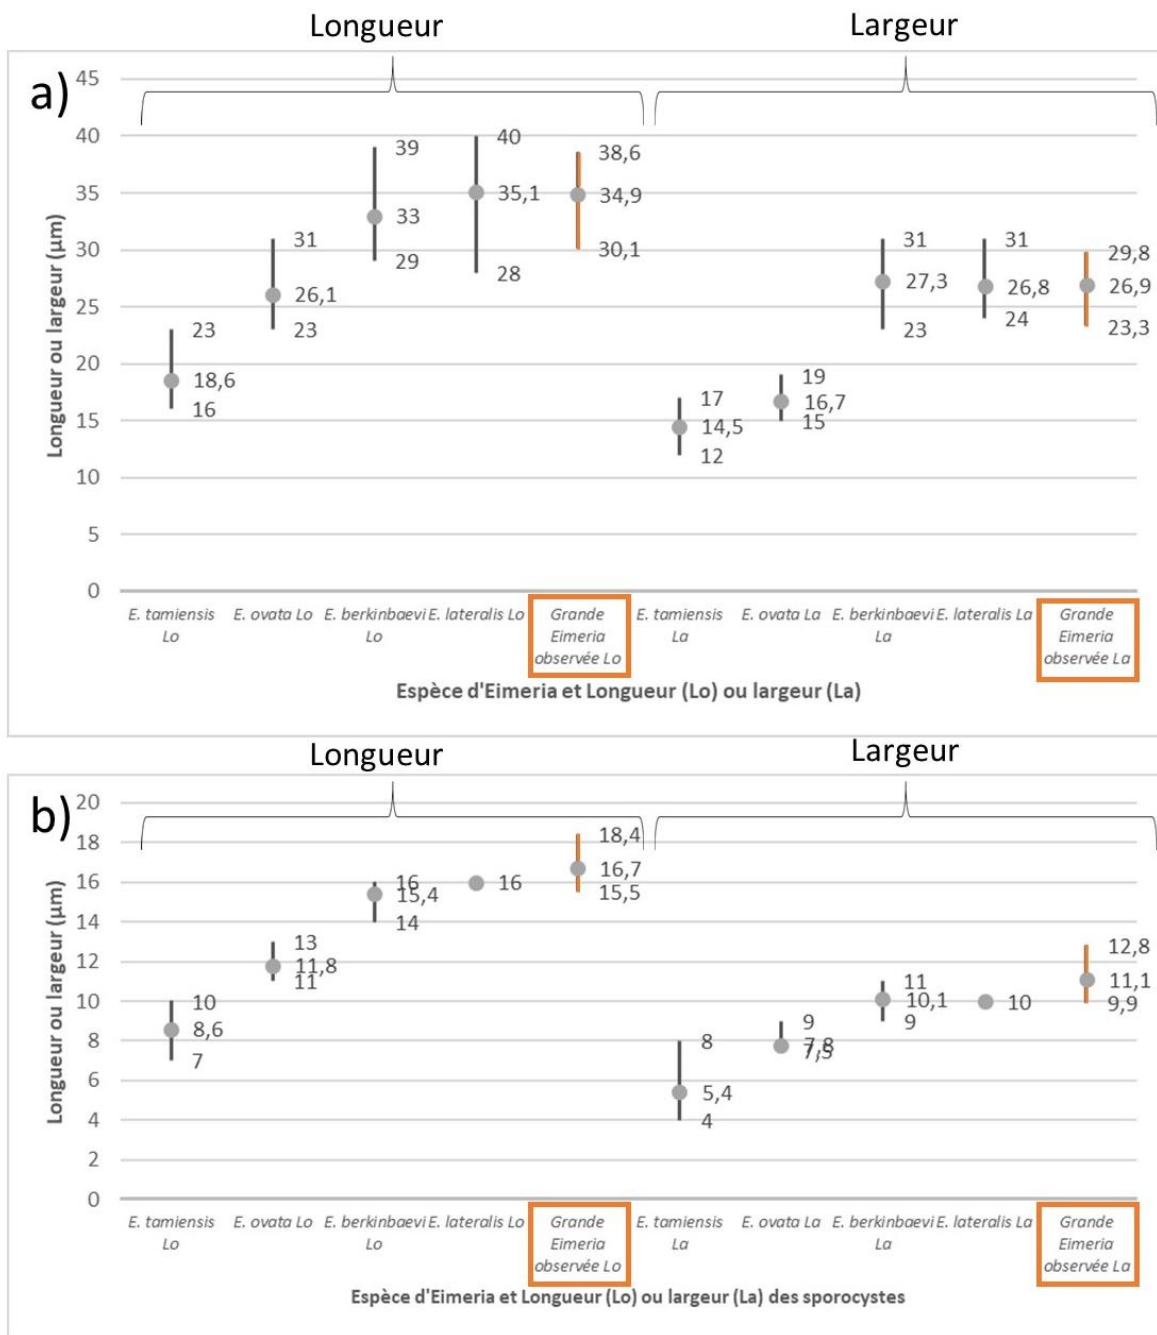 Longueur Largeur
a)
Longueur ou largeur (µm)
45
40
35
30
25
20
15
10
5
0
23
18,6
16
31
26,1
23
39
33
29
40
35,1
28
38,6
34,9
30,1
17
14,5
12
19
16,7
15
31
27,3
23
31
26,8
24
29,8
26,9
23,3
E. tamiensis Lo
E. ovata Lo
E. berkinbaevi Lo
E. lateralis Lo
Grande Eimeria observée Lo
E. tamiensis La
E. ovata La
E. berkinbaevi La
E. lateralis La
Grande Eimeria observée La
Espèce d'Eimeria et Longueur (Lo) ou largeur (La)
Longueur Largeur
b)
Longueur ou largeur (µm)
20
18
16
14
12
10
8
6
4
2
0
10
8,6
7
13
11,8
11
16
15,4
14
16
18,4
16,7
15,5
8
5,4
4
9
7,8
7,5
11
10,1
9
10
12,8
11,1
9,9
E. tamiensis Lo
E. ovata Lo
E. berkinbaevi Lo
E. lateralis Lo
Grande Eimeria observée Lo
E. tamiensis La
E. ovata La
E. berkinbaevi La
E. lateralis La
Grande Eimeria observée La
Espèce d'Eimeria et Longueur (Lo) ou largeur (La) des sporocystes